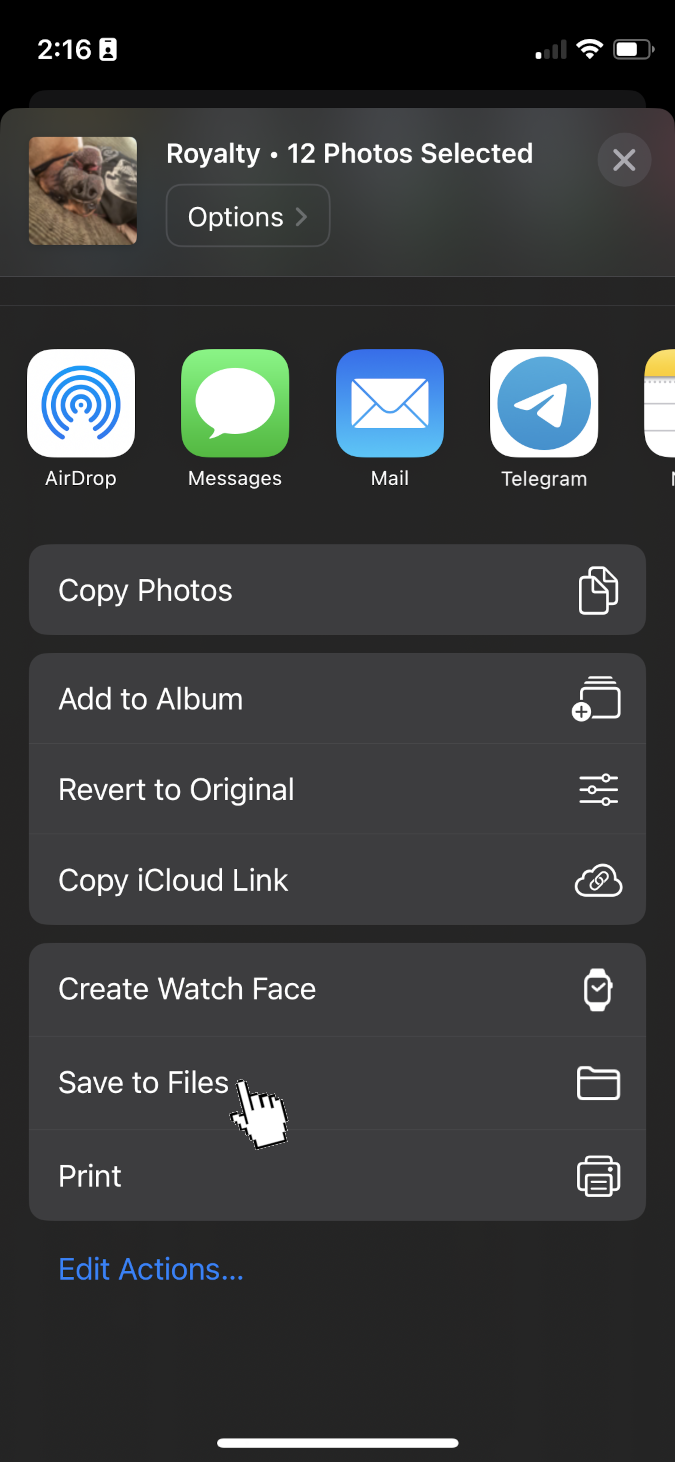 2:16
Royalty • 12 Photos Selected
Options
AirDrop
Messages
Mail
Telegram
Copy Photos
Add to Album
Revert to Original
Copy iCloud Link
Create Watch Face
Save to Files
Print
Edit Actions...